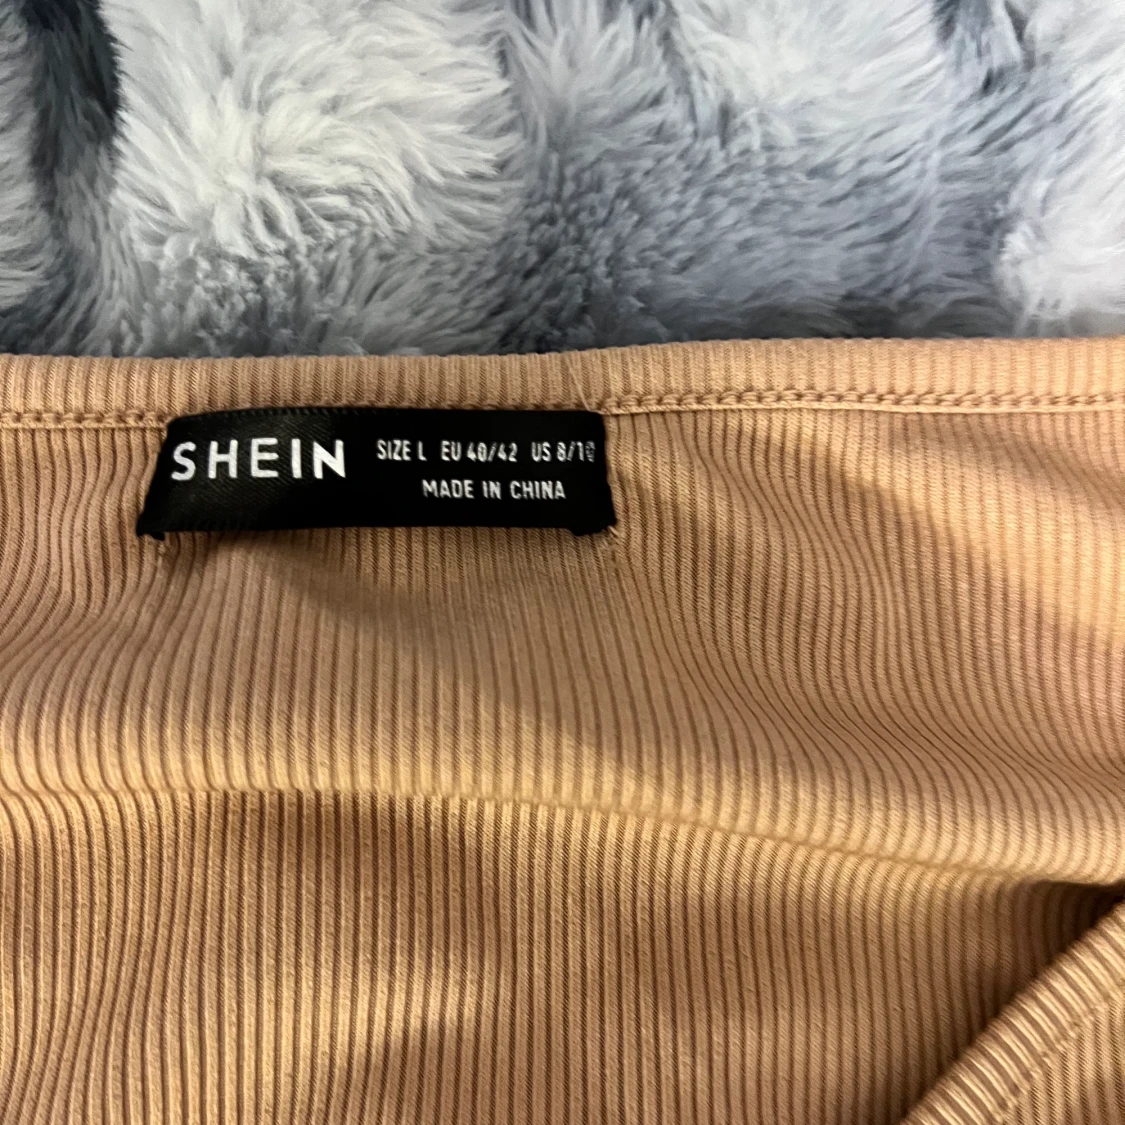 SHEIN SIZE L EU 40/42 US 8/10
MADE IN CHINA